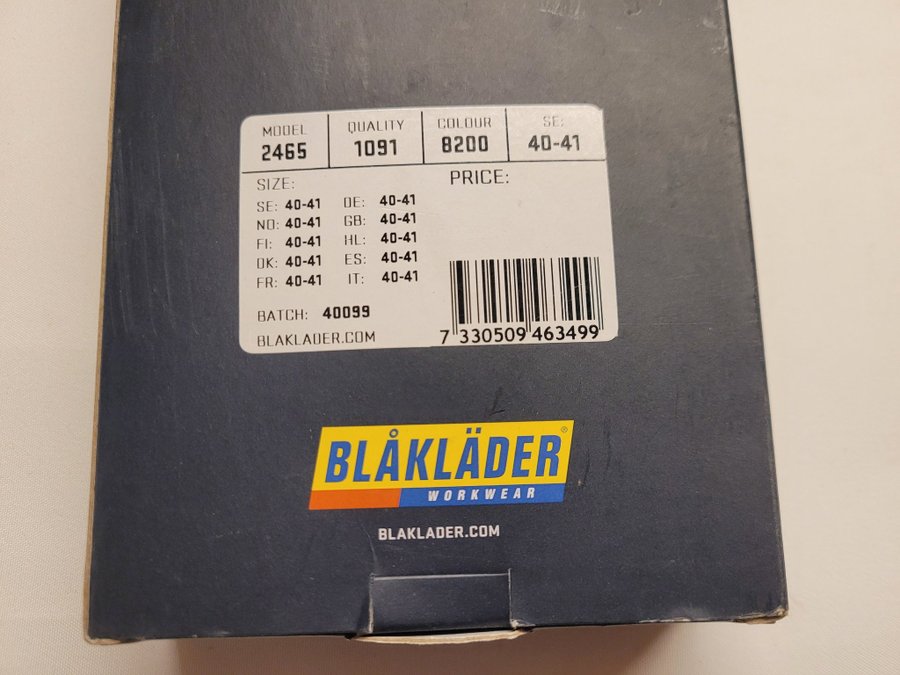 MODEL QUALITY COLOUR SE:
2465 1091 8200 40-41
SIZE: PRICE:
SE: 40-41 DE: 40-41
NO: 40-41 GB: 40-41
FI: 40-41 HL: 40-41
DK: 40-41 ES: 40-41
FR: 40-41 IT: 40-41
BATCH: 40099
BLAKLADER.COM
7 330509 463499
BLÅKLÄDER®
WORKWEAR
BLAKLADER.COM